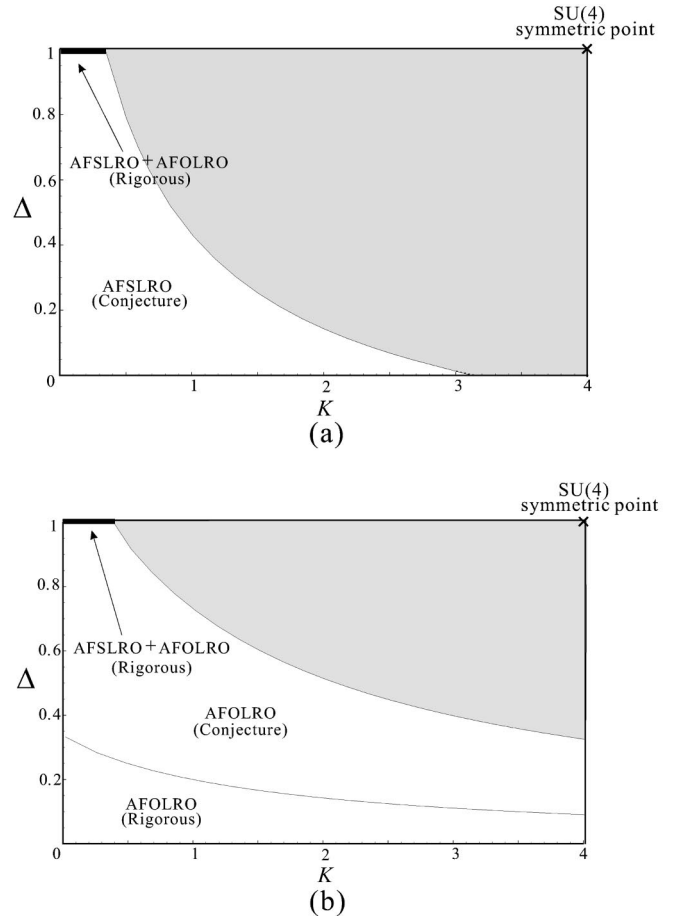 SU(4)
symmetric point
1
0.8
AFSLRO+AFOLRO
(Rigorous)
0.6
Δ
0.4
AFSLRO
(Conjecture)
0.2
0
1
2
3
4
K
(a)
SU(4)
symmetric point
1
0.8
AFSLRO+AFOLRO
(Rigorous)
0.6
Δ
AFOLRO
(Conjecture)
0.4
0.2
AFOLRO
(Rigorous)
0
0
1
2
3
4
K
(b)